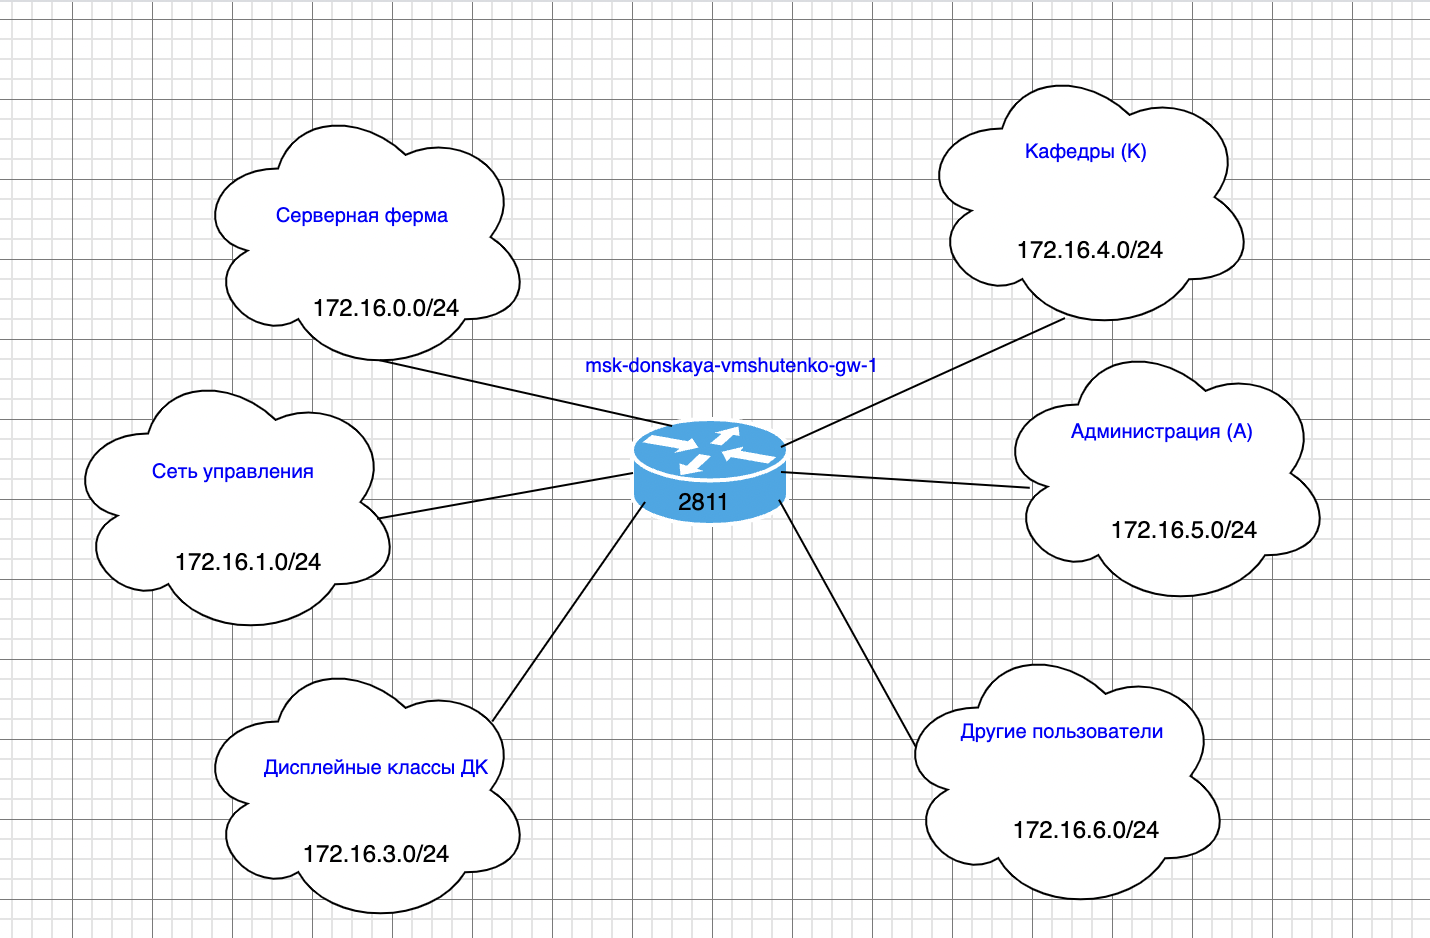 Серверная ферма
172.16.0.0/24
Кафедры (К)
172.16.4.0/24
msk-donskaya-vmshutenko-gw-1
2811
Сеть управления
172.16.1.0/24
Администрация (А)
172.16.5.0/24
Дисплейные классы ДК
172.16.3.0/24
Другие пользователи
172.16.6.0/24